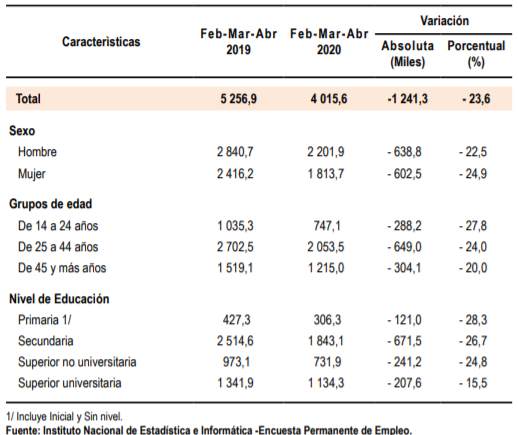 Características Feb-Mar-Abr 2019 Feb-Mar-Abr 2020 Variación
Absoluta (Miles) Porcentual (%)
Total 5 256,9 4 015,6 -1 241,3 - 23,6
Sexo
Hombre 2 840,7 2 201,9 - 638,8 - 22,5
Mujer 2 416,2 1 813,7 - 602,5 - 24,9
Grupos de edad
De 14 a 24 años 1 035,3 747,1 - 288,2 - 27,8
De 25 a 44 años 2 702,5 2 053,5 - 649,0 - 24,0
De 45 y más años 1 519,1 1 215,0 - 304,1 - 20,0
Nivel de Educación
Primaria 1/ 427,3 306,3 - 121,0 - 28,3
Secundaria 2 514,6 1 843,1 - 671,5 - 26,7
Superior no universitaria 973,1 731,9 - 241,2 - 24,8
Superior universitaria 1 341,9 1 134,3 - 207,6 - 15,5
1/ Incluye Inicial y Sin nivel.
Fuente: Instituto Nacional de Estadística e Informática -Encuesta Permanente de Empleo.